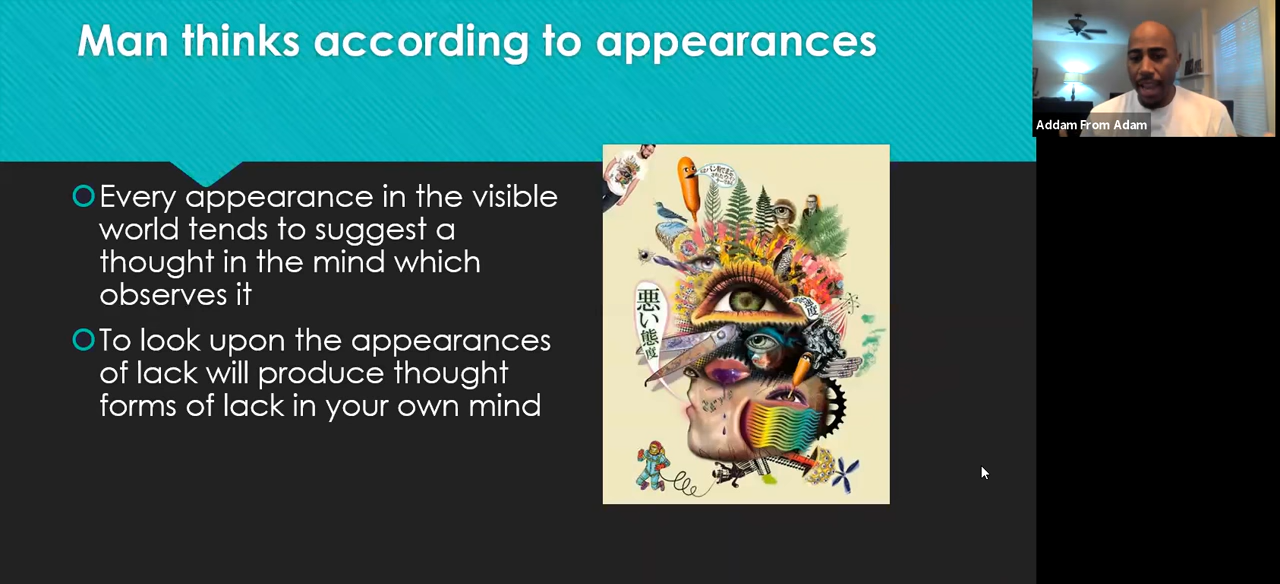 Man thinks according to appearances
Addam From Adam
Every appearance in the visible
world tends to suggest a
thought in the mind which
observes it
To look upon the appearances
of lack will produce thought
forms of lack in your own mind
悪い態度